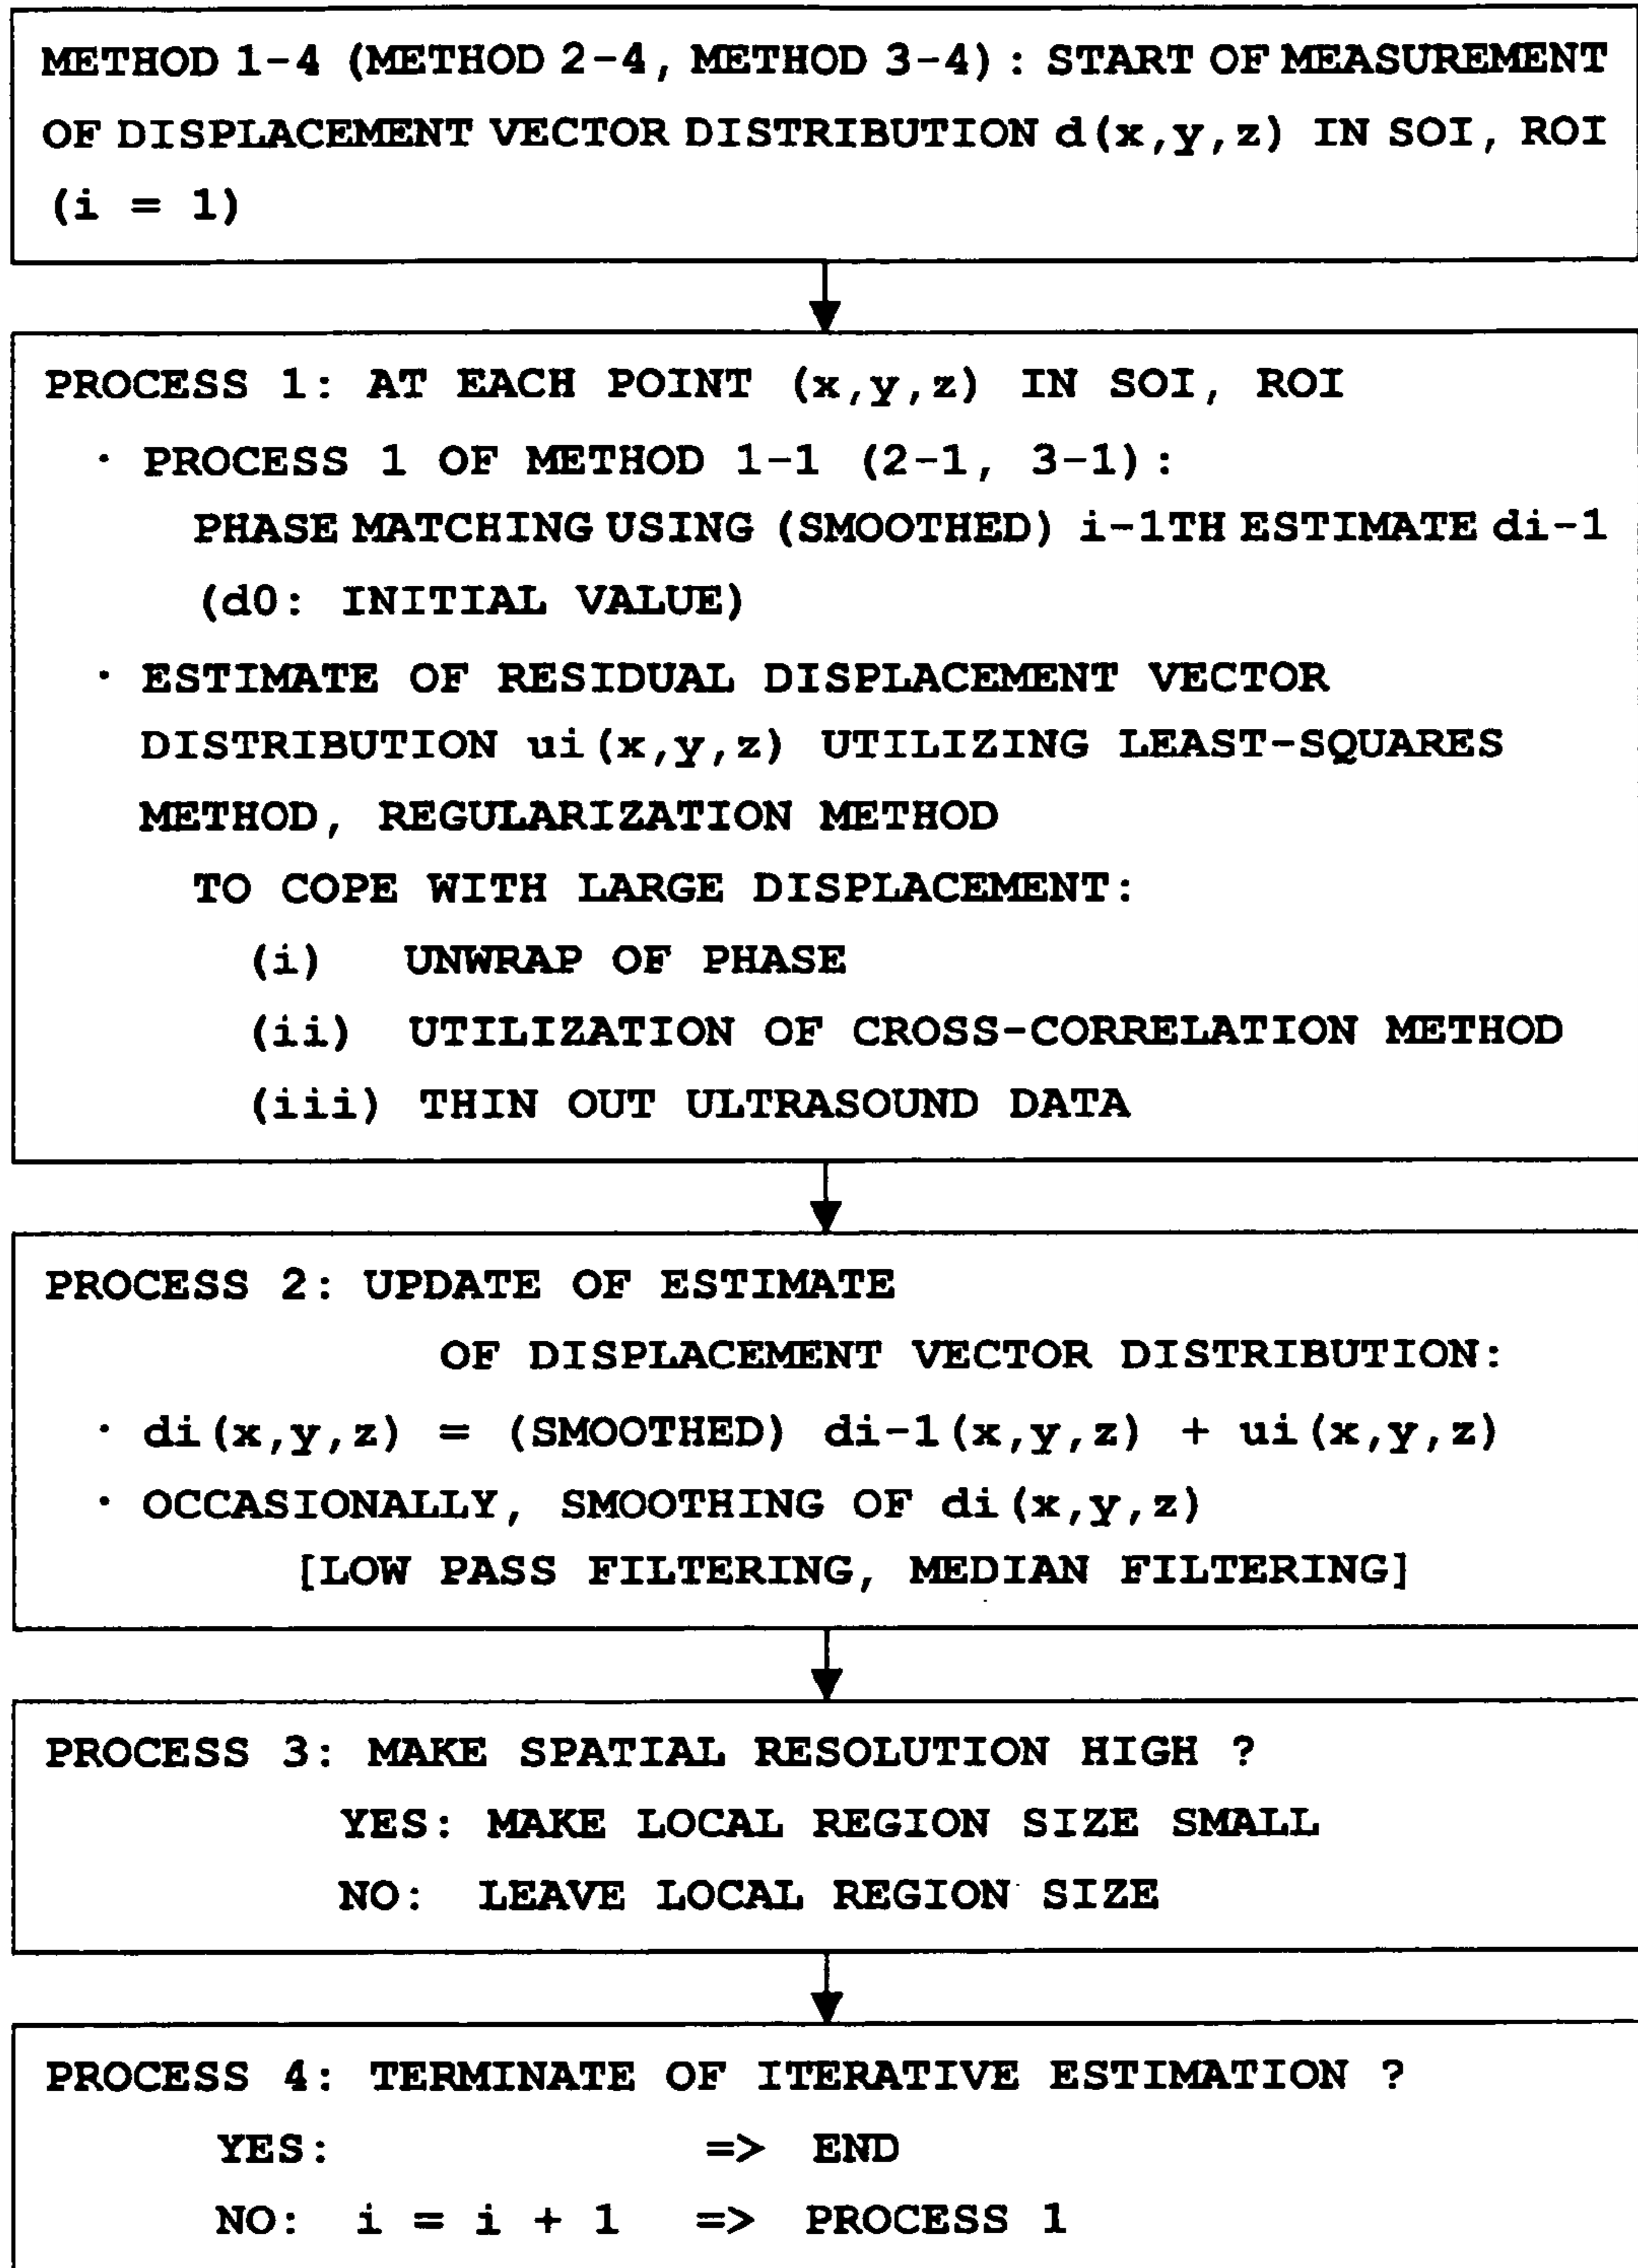 METHOD 1-4 (METHOD 2-4, METHOD 3-4): START OF MEASUREMENT
OF DISPLACEMENT VECTOR DISTRIBUTION d(x,y,z) IN SOI, ROI
(i = 1)
PROCESS 1: AT EACH POINT (x,y,z) IN SOI, ROI
· PROCESS 1 OF METHOD 1-1 (2-1, 3-1):
PHASE MATCHING USING (SMOOTHED) i-1TH ESTIMATE di-1
(d0: INITIAL VALUE)
· ESTIMATE OF RESIDUAL DISPLACEMENT VECTOR
DISTRIBUTION ui(x,y,z) UTILIZING LEAST-SQUARES
METHOD, REGULARIZATION METHOD
TO COPE WITH LARGE DISPLACEMENT:
(i) UNWRAP OF PHASE
(ii) UTILIZATION OF CROSS-CORRELATION METHOD
(iii) THIN OUT ULTRASOUND DATA
PROCESS 2: UPDATE OF ESTIMATE
OF DISPLACEMENT VECTOR DISTRIBUTION:
· di(x,y,z) = (SMOOTHED) di-1(x,y,z) + ui(x,y,z)
· OCCASIONALLY, SMOOTHING OF di(x,y,z)
[LOW PASS FILTERING, MEDIAN FILTERING]
PROCESS 3: MAKE SPATIAL RESOLUTION HIGH ?
YES: MAKE LOCAL REGION SIZE SMALL
NO: LEAVE LOCAL REGION SIZE
PROCESS 4: TERMINATE OF ITERATIVE ESTIMATION ?
YES: => END
NO: i = i + 1 => PROCESS 1